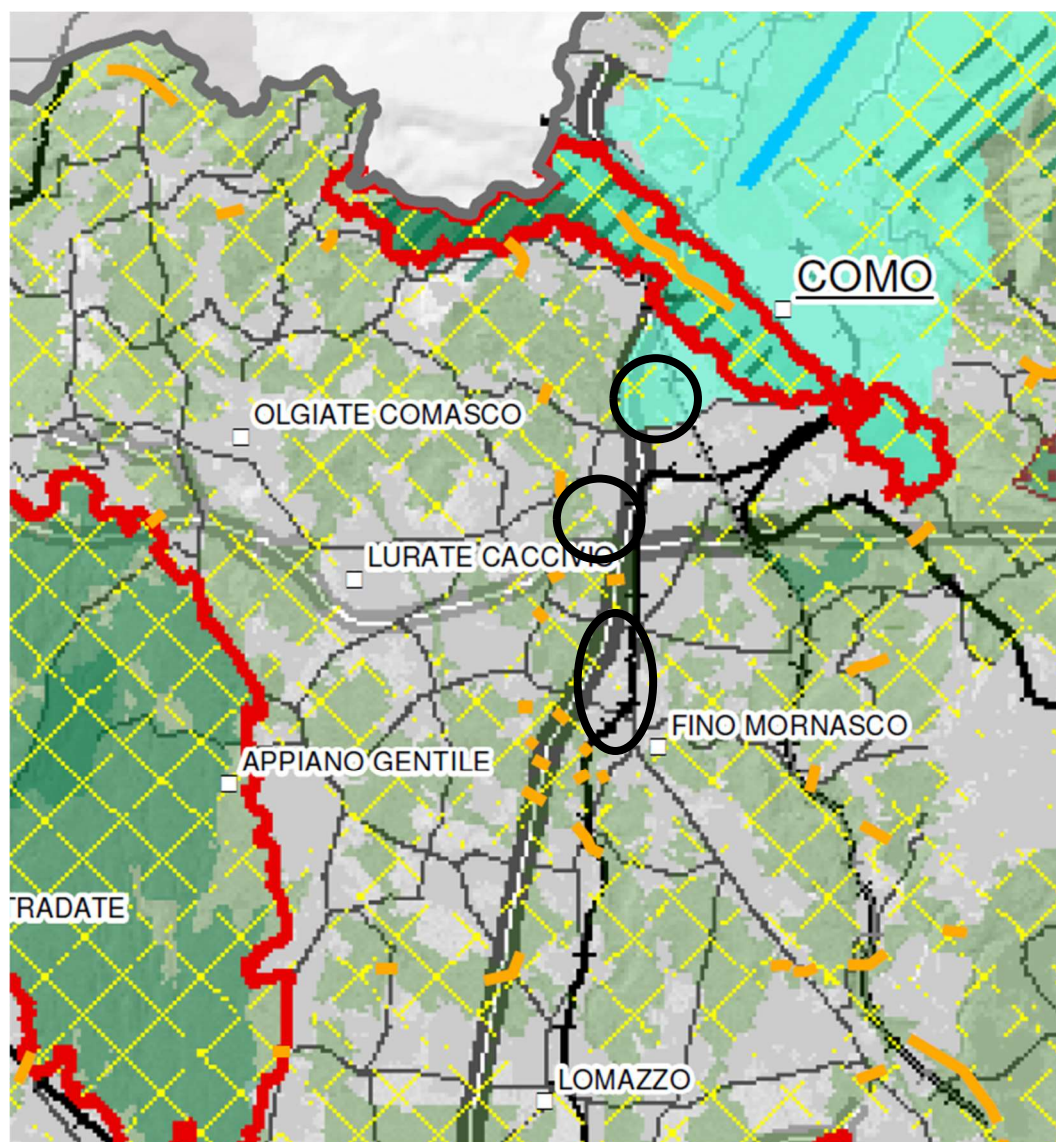 COMO
OLGIATE COMASCO
LURATE CACCIVIO
FINO MORNASCO
APPIANO GENTILE
TRADATE
LOMAZZO